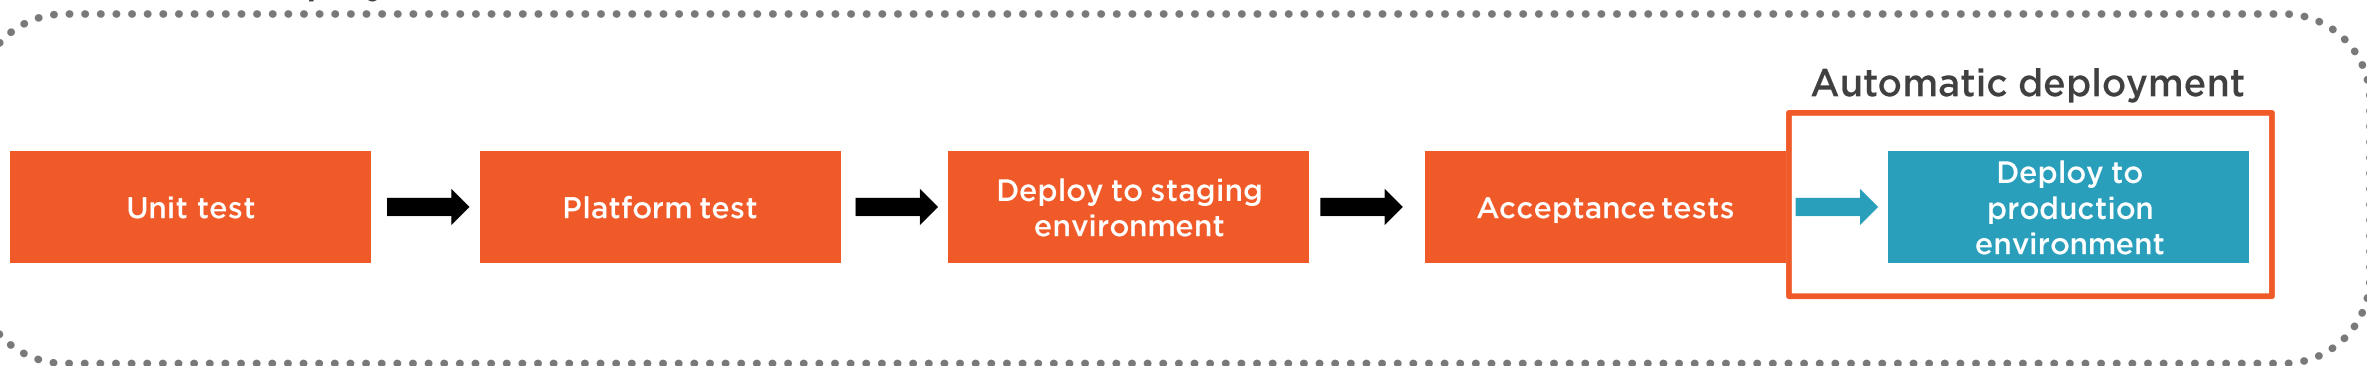 Automatic deployment
Unit test
Platform test
Deploy to staging
environment
Acceptance tests
Deploy to
production
environment